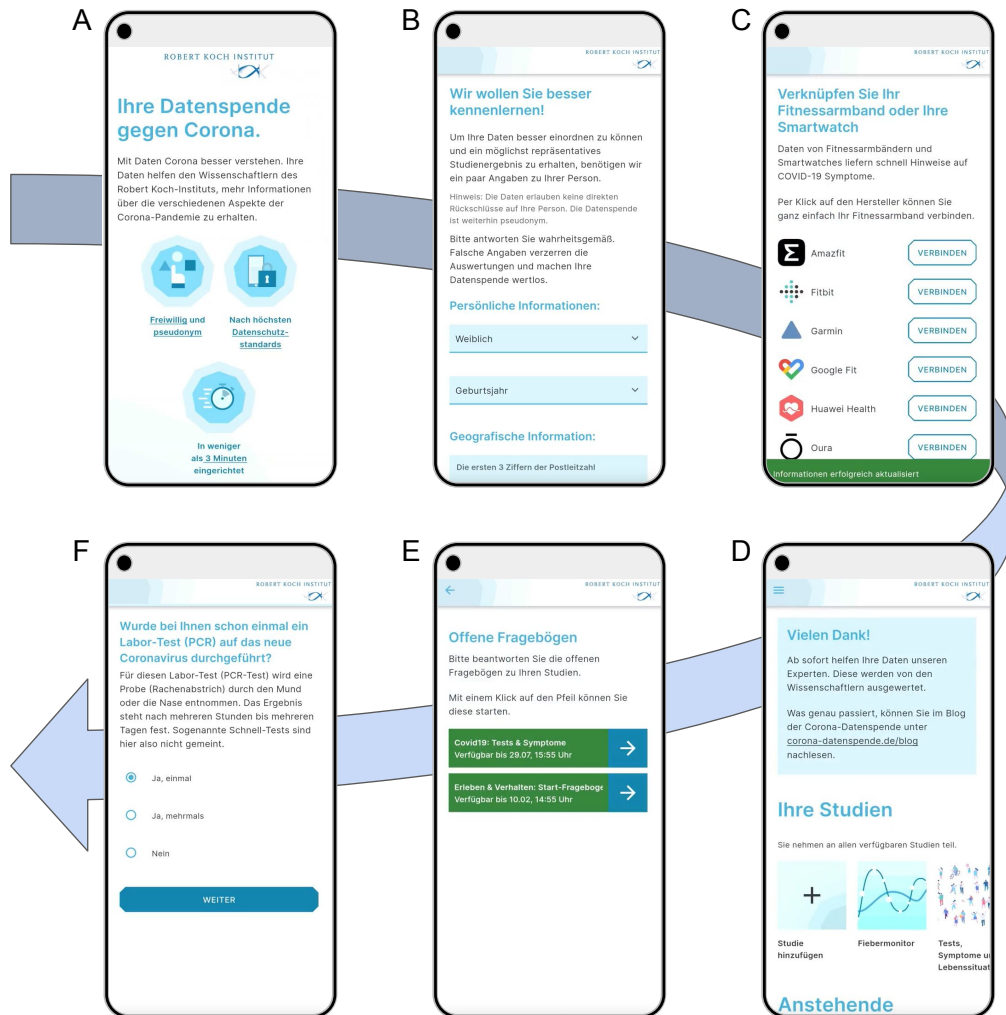 A
ROBERT KOCH INSTITUT
Ihre Datenspende
gegen Corona.
Mit Daten Corona besser verstehen. Ihre
Daten helfen den Wissenschaftlern des
Robert Koch-Instituts, mehr Informationen
über die verschiedenen Aspekte der
Corona-Pandemie zu erhalten.
Freiwillig und
pseudonym
Nach höchsten
Datenschutz-
standards
In weniger
als 3 Minuten
eingerichtet
B
ROBERT KOCH INSTITUT
Wir wollen Sie besser
kennenlernen!
Um Ihre Daten besser einordnen zu können
und ein möglichst repräsentatives
Studienergebnis zu erhalten, benötigen wir
ein paar Angaben zu Ihrer Person.
Hinweis: Die Daten erlauben keine direkten
Rückschlüsse auf Ihre Person. Die Datenspende
ist weiterhin pseudonym.
Bitte antworten Sie wahrheitsgemäß.
Falsche Angaben verzerren die
Auswertungen und machen Ihre
Datenspende wertlos.
Persönliche Informationen:
Weiblich
Geburtsjahr
Geografische Information:
Die ersten 3 Ziffern der Postleitzahl
C
ROBERT KOCH INSTITUT
Verknüpfen Sie Ihr
Fitnessarmband oder Ihre
Smartwatch
Daten von Fitnessarmbändern und
Smartwatches liefern schnell Hinweise auf
COVID-19 Symptome.
Per Klick auf den Hersteller können Sie
ganz einfach Ihr Fitnessarmband verbinden.
Amazfit VERBINDEN
Fitbit VERBINDEN
Garmin VERBINDEN
Google Fit VERBINDEN
Huawei Health VERBINDEN
Oura VERBINDEN
Informationen erfolgreich aktualisiert
F
ROBERT KOCH INSTITUT
Wurde bei Ihnen schon einmal ein
Labor-Test (PCR) auf das neue
Coronavirus durchgeführt?
Für diesen Labor-Test (PCR-Test) wird eine
Probe (Rachenabstrich) durch den Mund
oder die Nase entnommen. Das Ergebnis
steht nach mehreren Stunden bis mehreren
Tagen fest. Sogenannte Schnell-Tests sind
hier also nicht gemeint.
Ja, einmal
Ja, mehrmals
Nein
WEITER
E
ROBERT KOCH INSTITUT
Offene Fragebögen
Bitte beantworten Sie die offenen
Fragebögen zu Ihren Studien.
Mit einem Klick auf den Pfeil können Sie
diese starten.
Covid19: Tests & Symptome
Verfügbar bis 29.07, 15:55 Uhr
Erleben & Verhalten: Start-Frageboge
Verfügbar bis 10.02, 14:55 Uhr
D
ROBERT KOCH INSTITUT
Vielen Dank!
Ab sofort helfen Ihre Daten unseren
Experten. Diese werden von den
Wissenschaftlern ausgewertet.
Was genau passiert, können Sie im Blog
der Corona-Datenspende unter
corona-datenspende.de/blog
nachlesen.
Ihre Studien
Sie nehmen an allen verfügbaren Studien teil.
Studie
hinzufügen
Fiebermonitor
Tests,
Symptome u
Lebenssituat
Anstehende